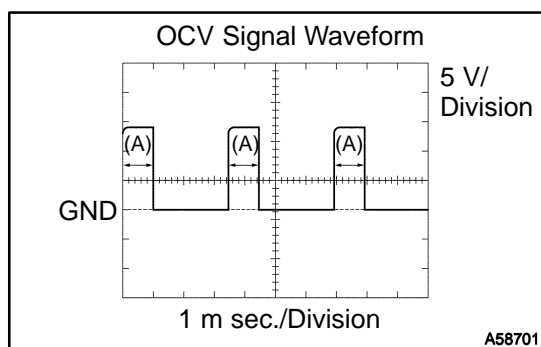 OCV Signal Waveform
5 V/
Division
(A) (A) (A)
GND
1 m sec./Division
A58701